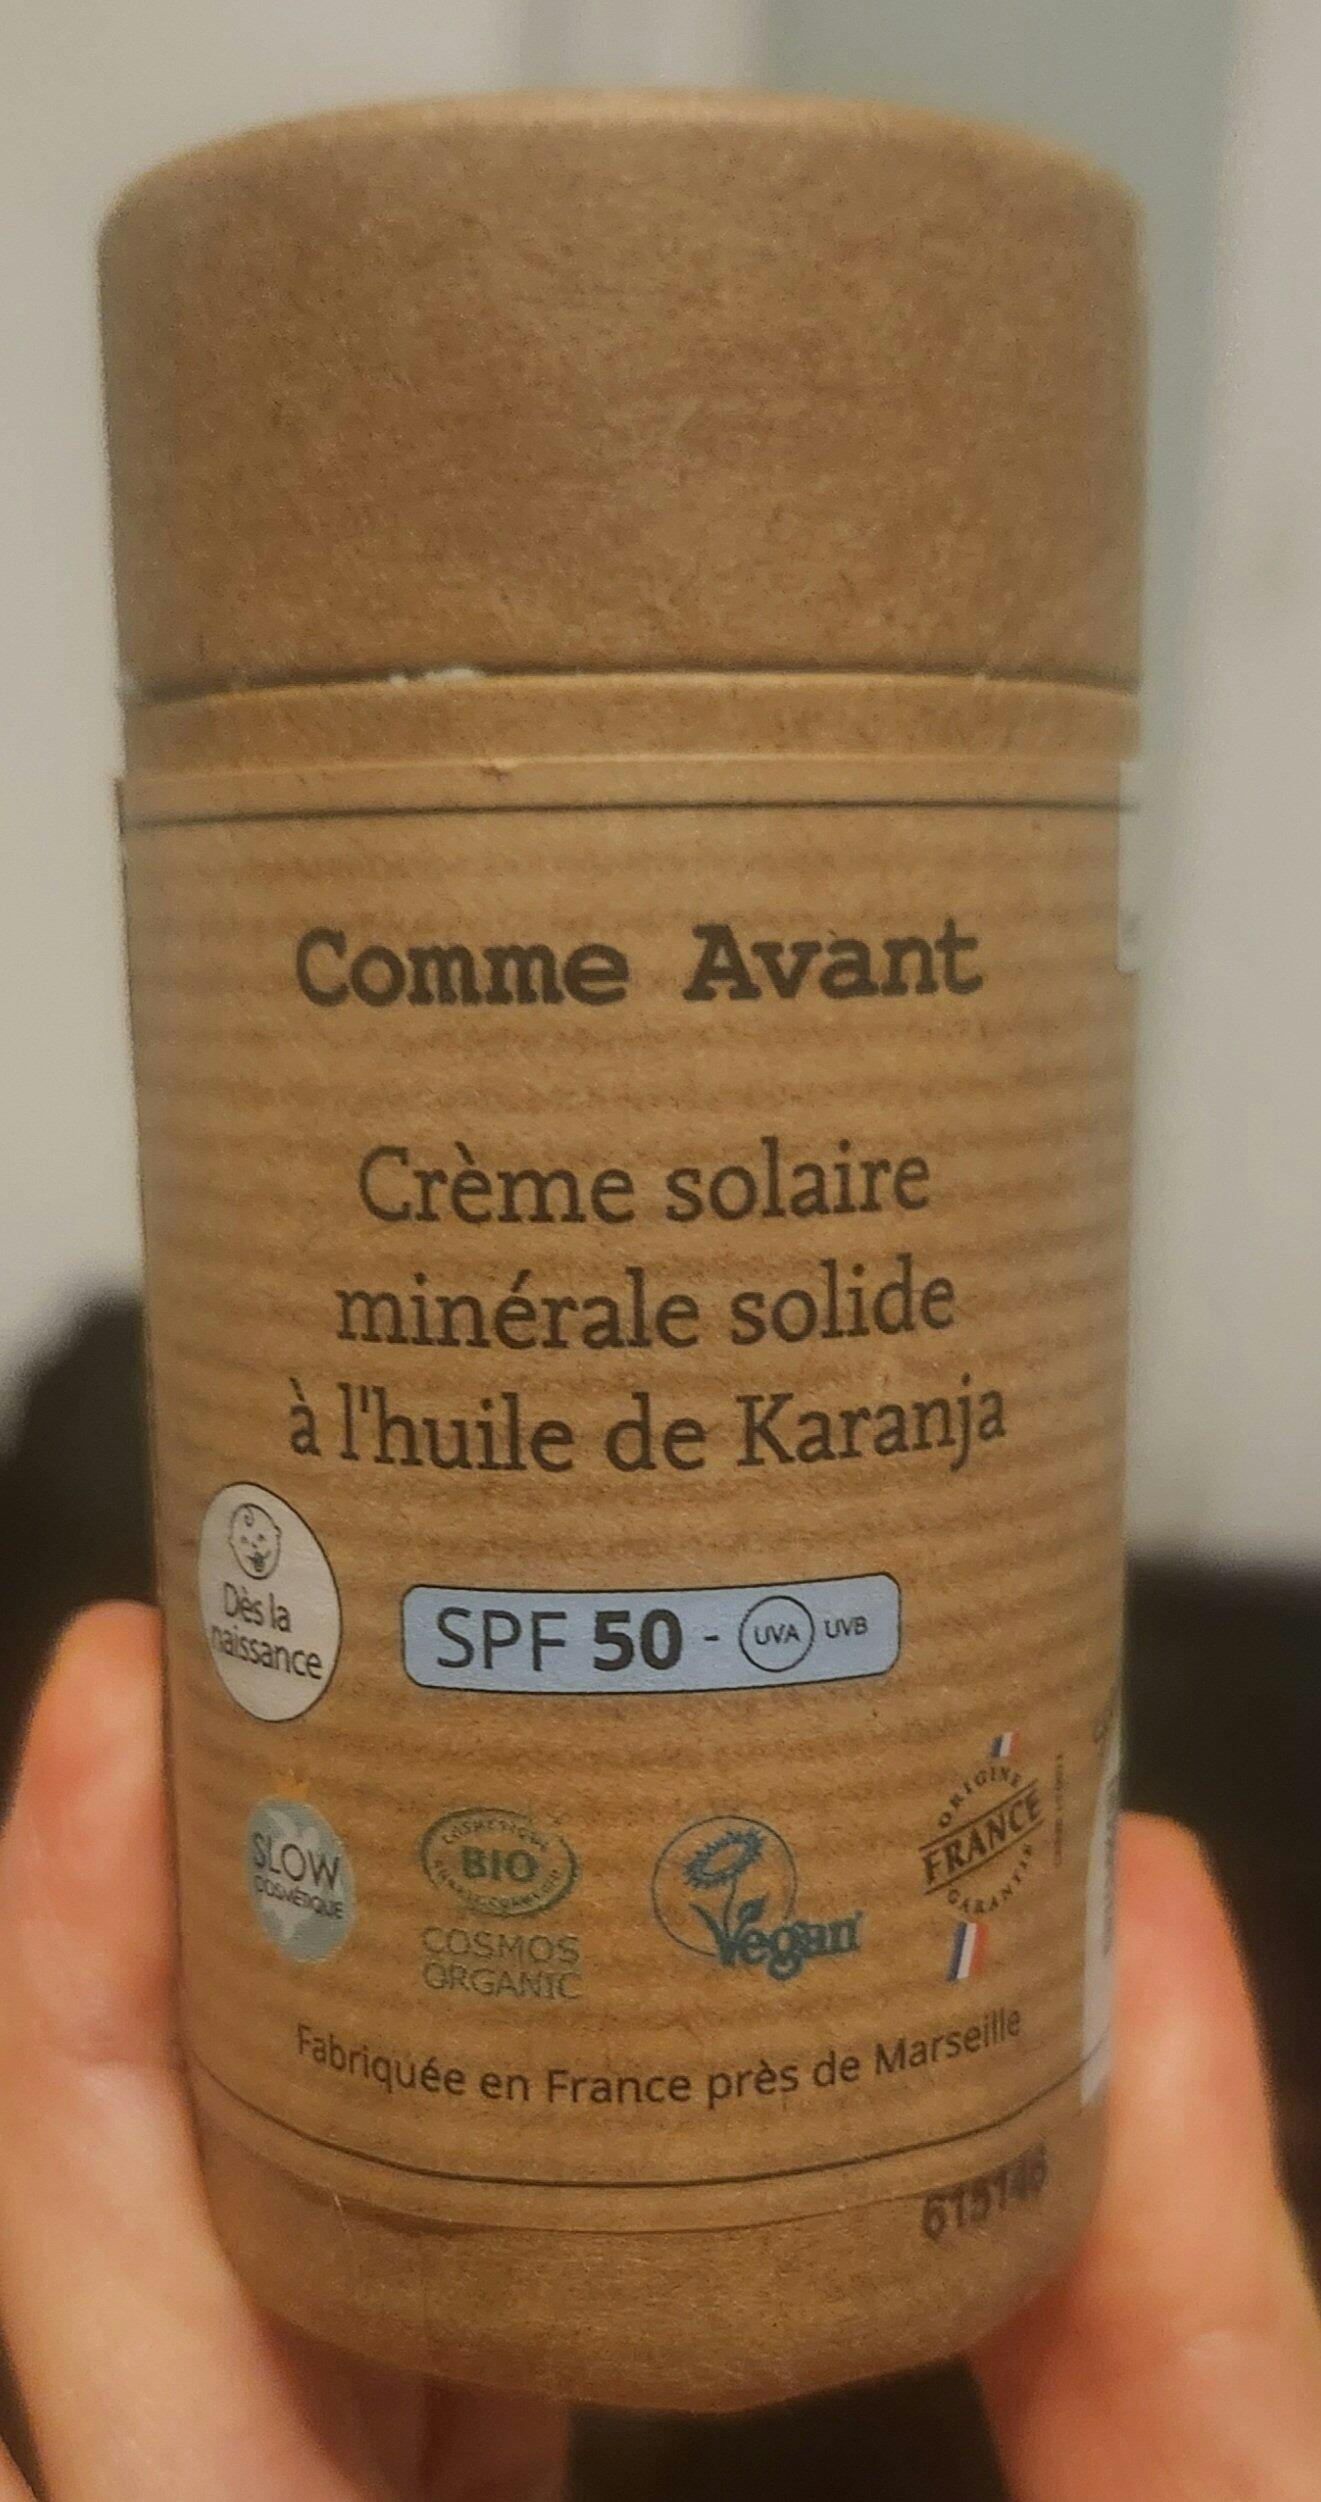 Comme Avant
Crème solaire
minérale solide
à l'huile de Karanja
Dès la
naissance
SPF 50 - UVA UVB
SLOW
COSMÉTIQUE
COSMETIQUE
BIO
COSMOS
ORGANIC
Vegan
ORIGINE
FRANCE
GARANTIE
Fabriquée en France près de Marseille